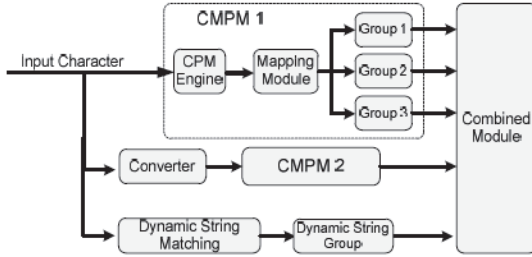 CMPM 1
Input Character
CPM
Engine
Mapping
Module
Group 1
Group 2
Group 3
Combined
Module
Converter
CMPM 2
Dynamic String
Matching
Dynamic String
Group